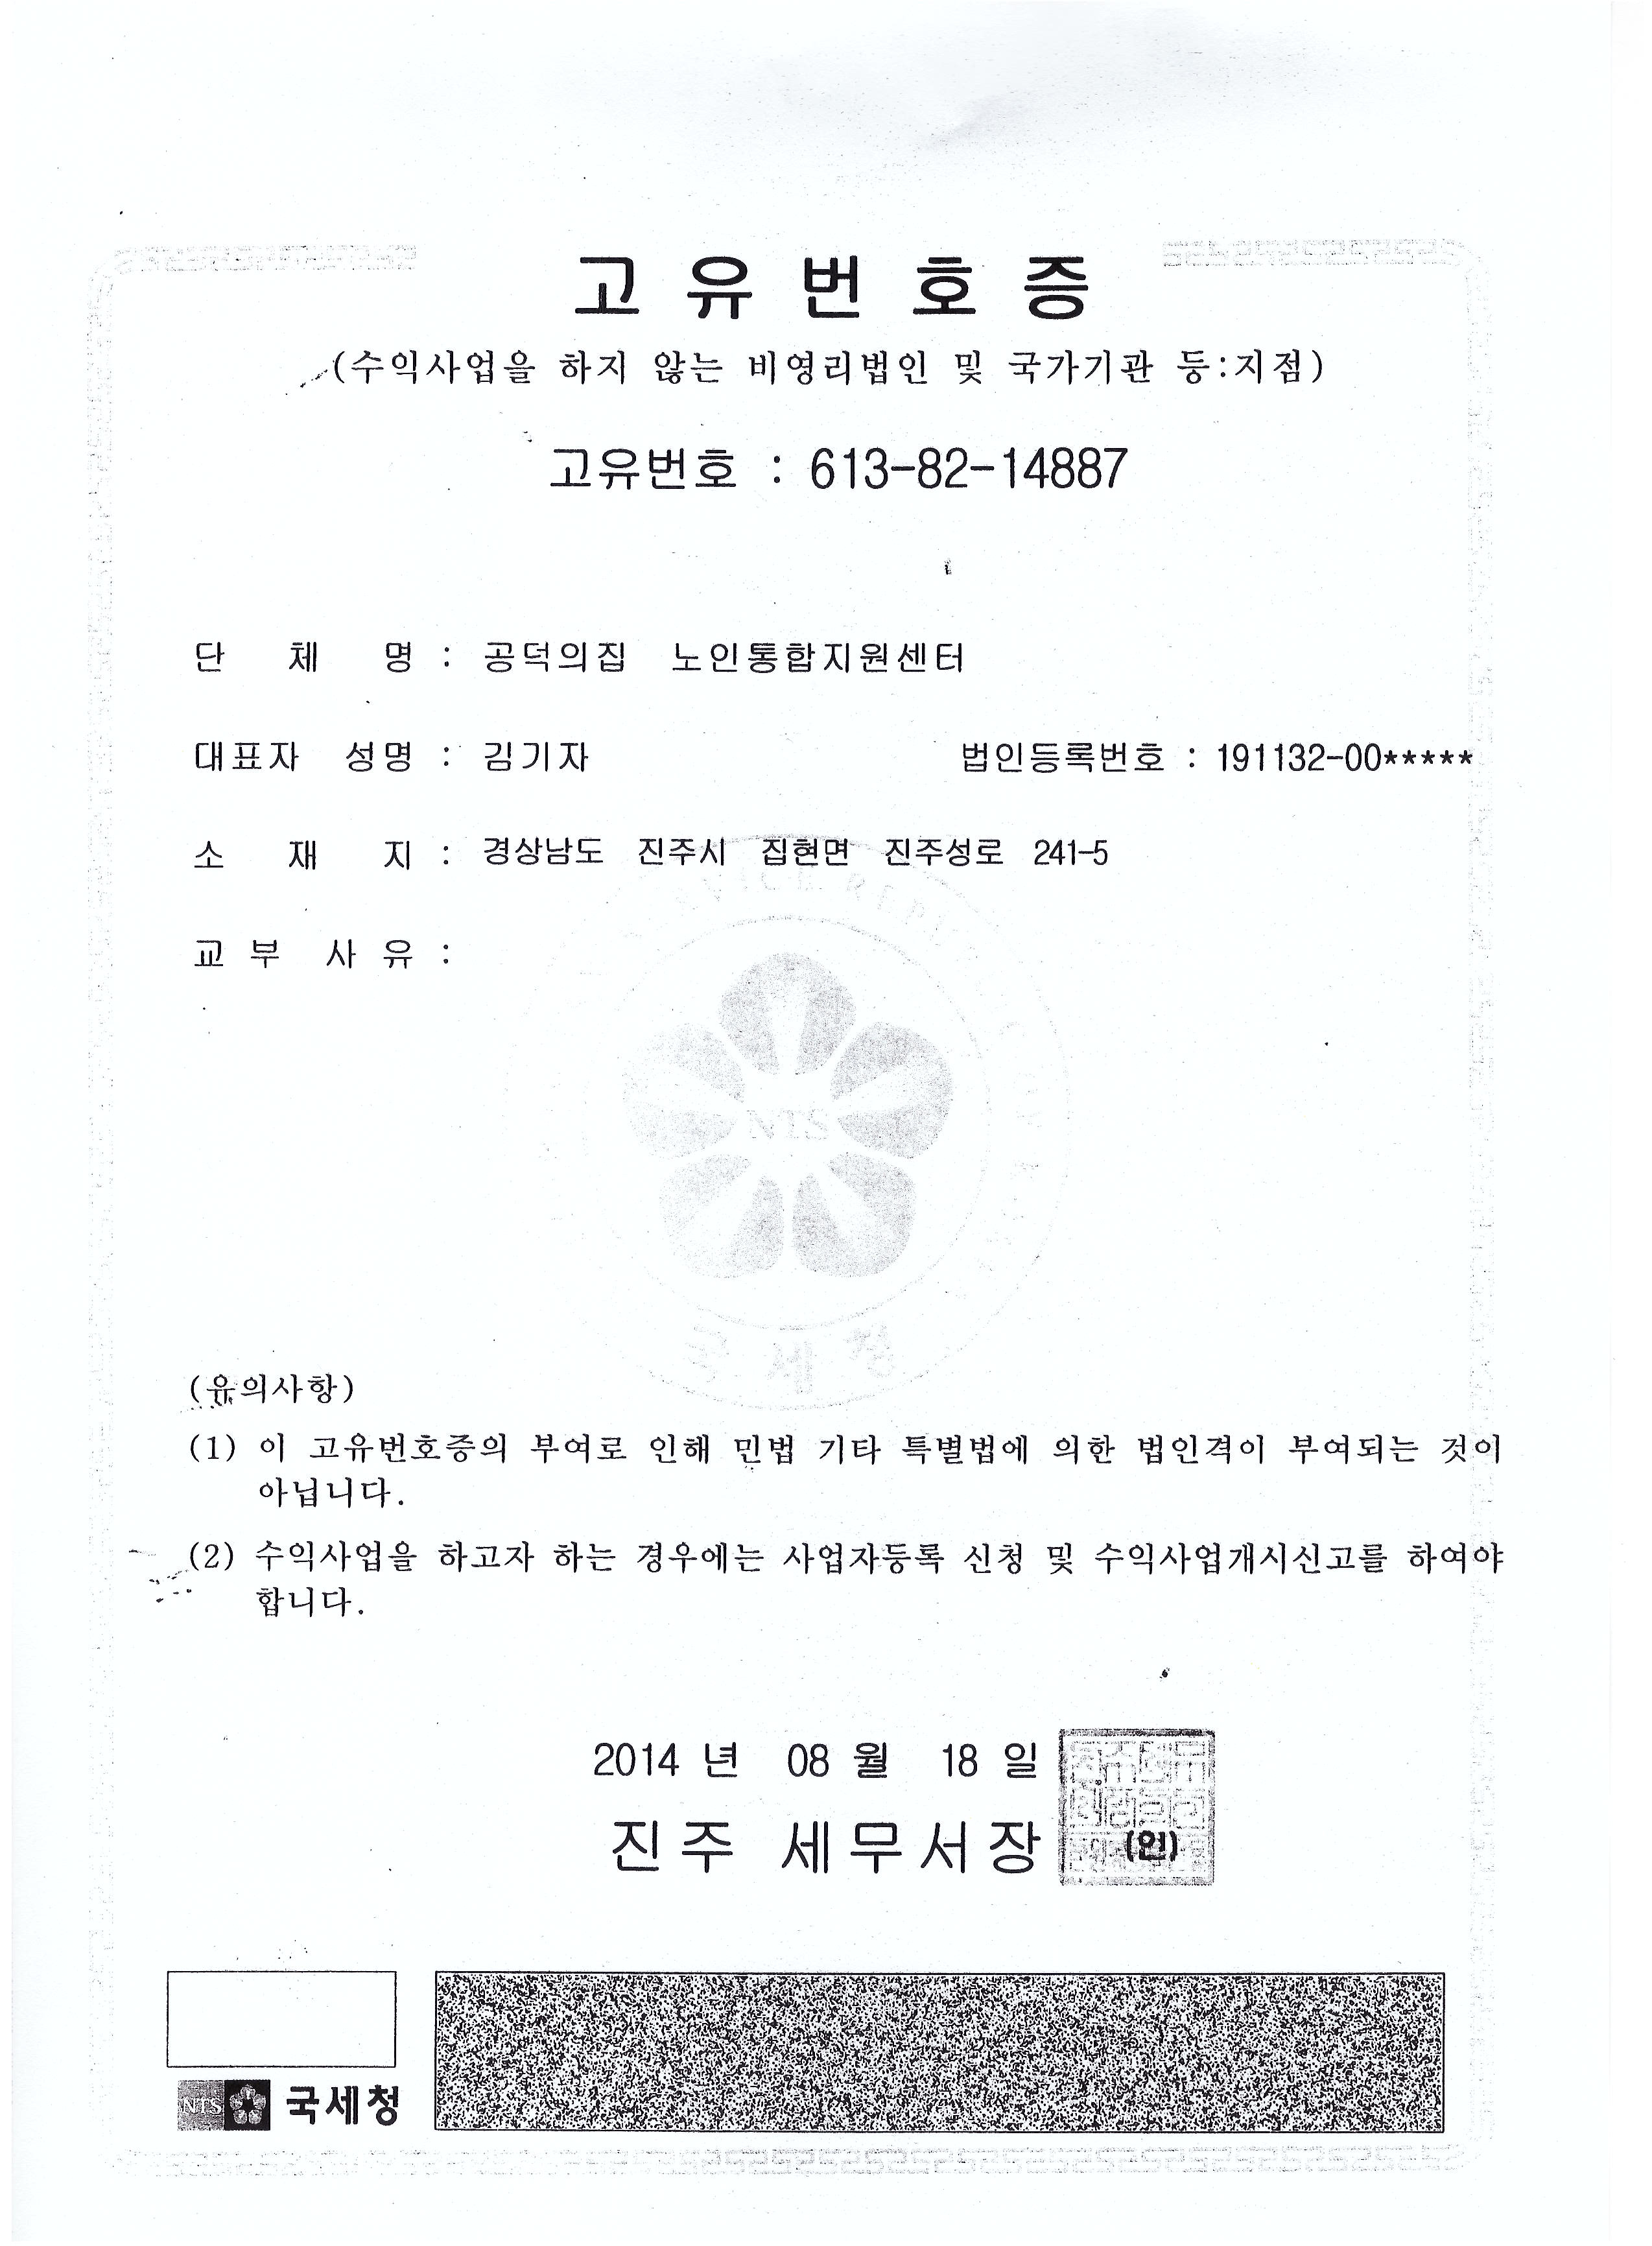 고유번호증
(수익사업을 하지 않는 비영리법인 및 국가기관 등:지점)
고유번호 : 613-82-14887
단체명 : 공덕의집 노인통합지원센터
대표자 성명 : 김기자 법인등록번호 : 191132-00*****
소재지 : 경상남도 진주시 집현면 진주성로 241-5
교부 사유 :
NTS
국세청
(유의사항)
(1) 이 고유번호증의 부여로 인해 민법 기타 특별법에 의한 법인격이 부여되는 것이
아닙니다.
(2) 수익사업을 하고자 하는 경우에는 사업자등록 신청 및 수익사업개시신고를 하여야
합니다.
2014 년 08 월 18 일
진주 세무서장 (인)
NTS 국세청